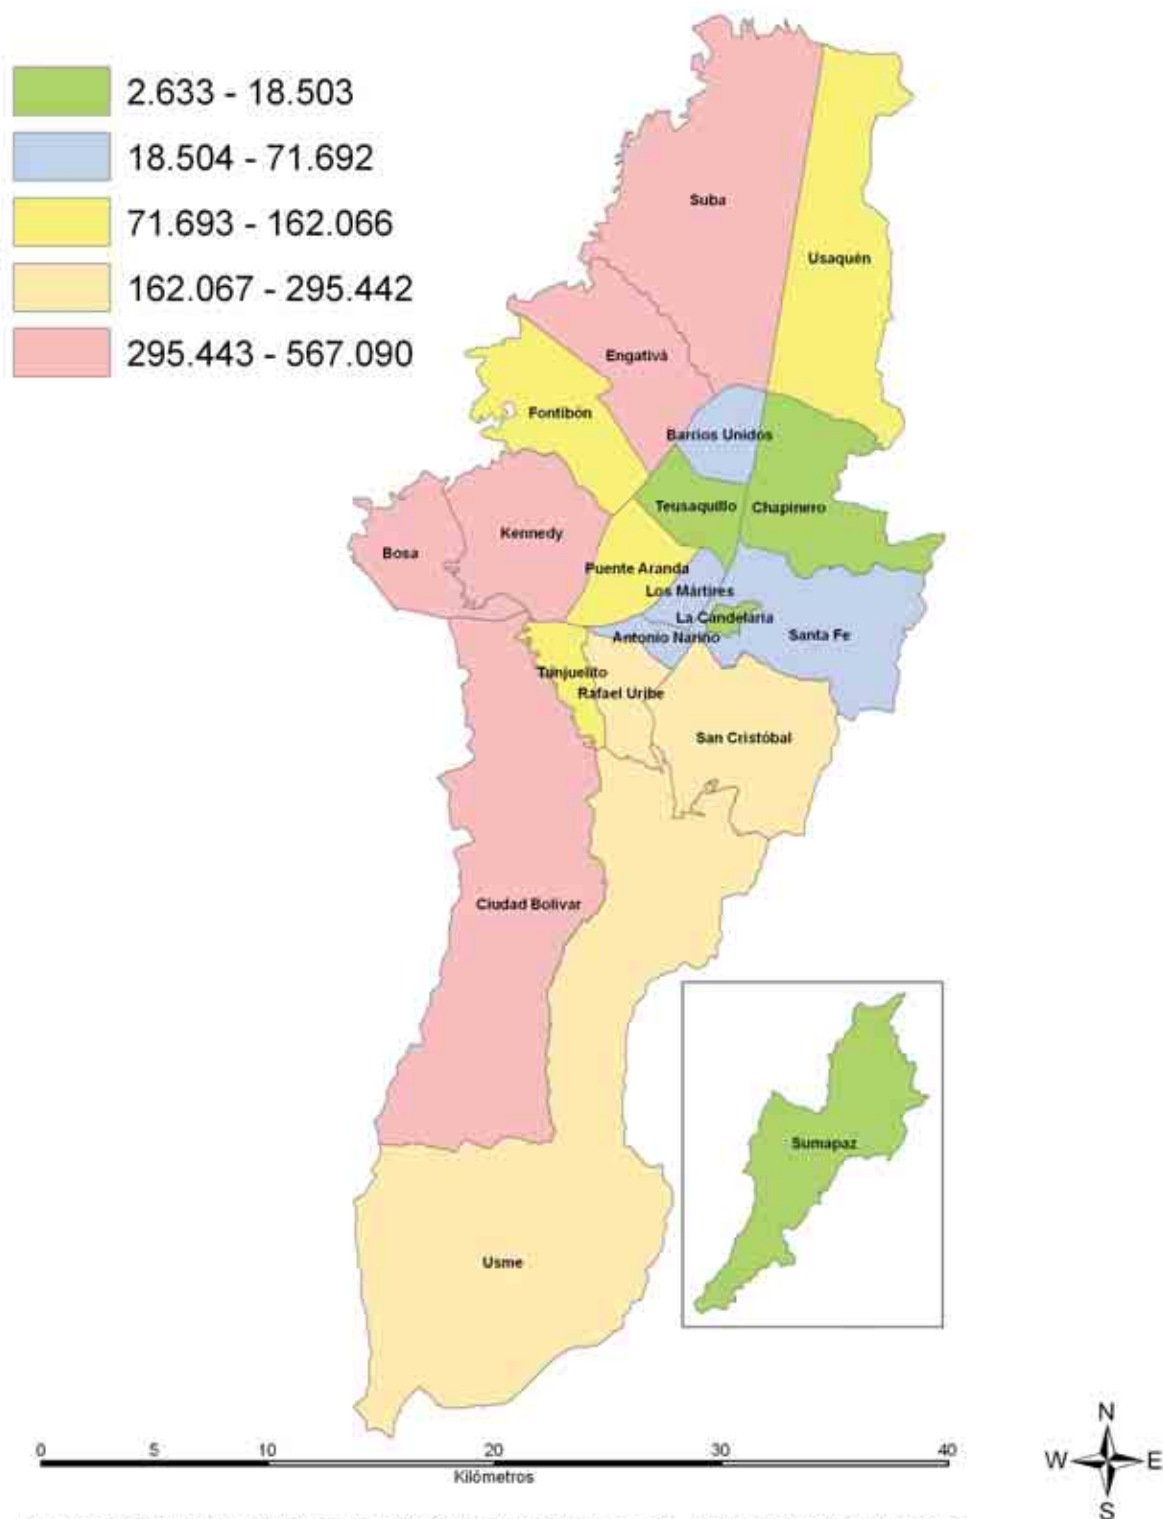 2.633 - 18.503
18.504 - 71.692
71.693 - 162.066
162.067 - 295.442
295.443 - 567.090
Suba
Usaquén
Engativá
Fontibón
Barrios Unidos
Teusaquillo
Chapinero
Kennedy
Bosa
Puente Aranda
Los Mártires
La Candelaria
Antonio Nariño
Santa Fe
Tunjuelito
Rafael Uribe
San Cristóbal
Ciudad Bolívar
Sumapaz
Usme
0 5 10 20 30 40
Kilómetros
N
W E
S